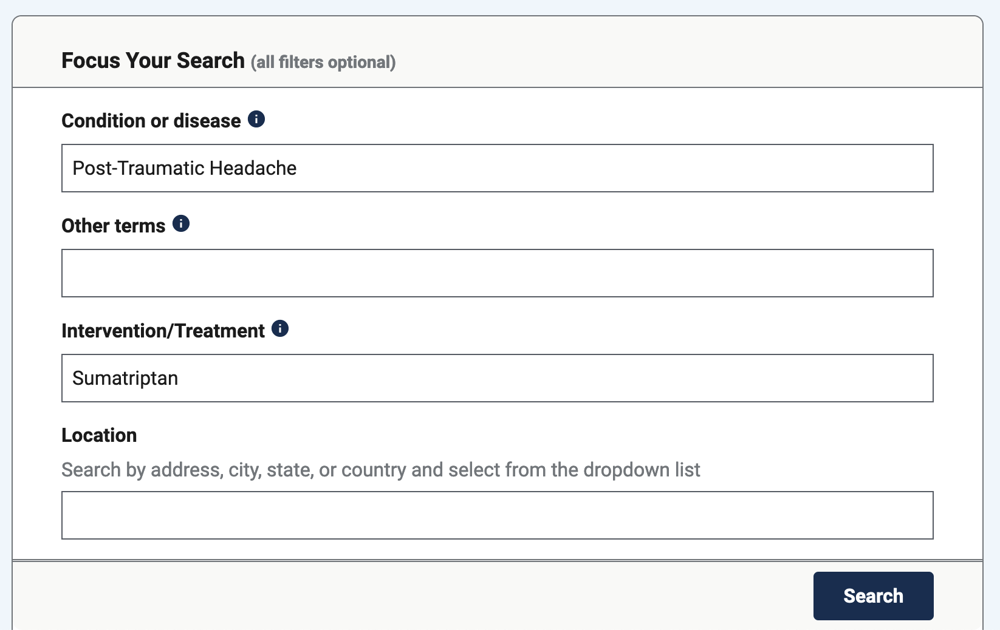 Focus Your Search (all filters optional)
Condition or disease i
Post-Traumatic Headache
Other terms i
Intervention/Treatment i
Sumatriptan
Location
Search by address, city, state, or country and select from the dropdown list
Search